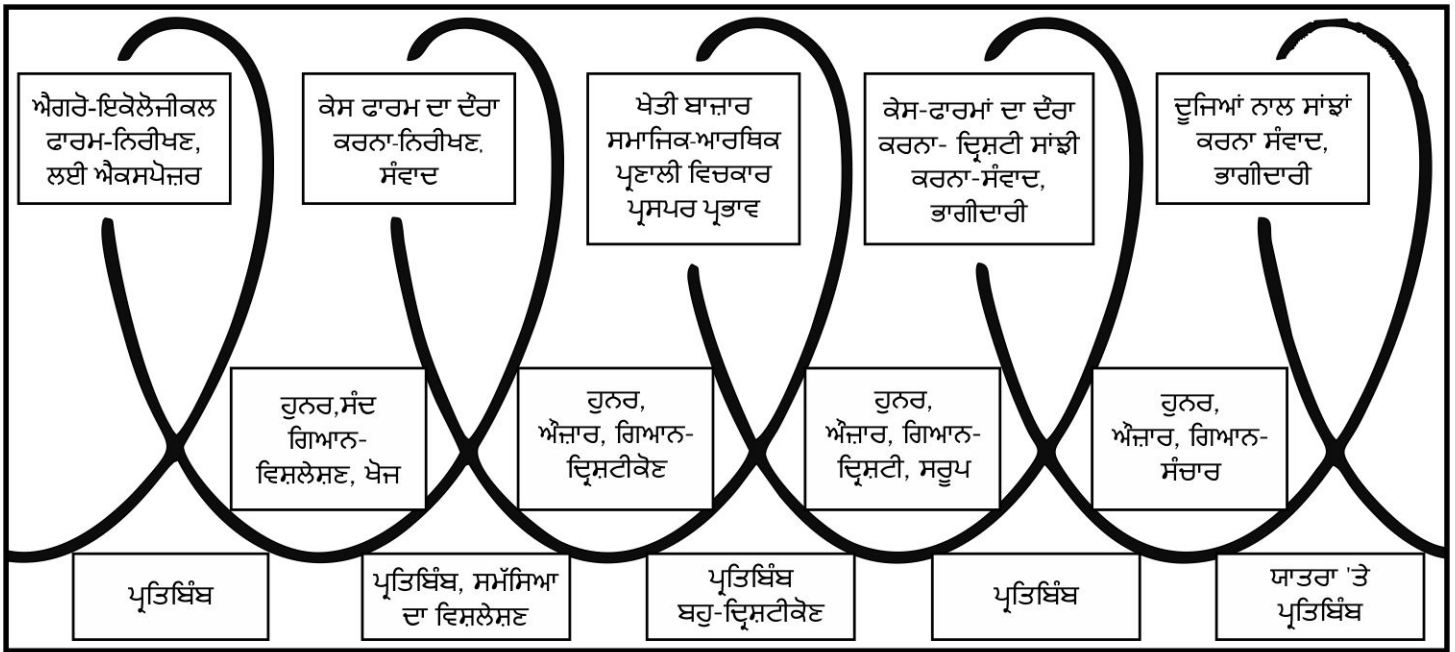 ਐਗਰੋ-ਇਕੋਲੋਜੀਕਲ
ਫਾਰਮ-ਨਿਰੀਖਣ,
ਲਈ ਐਕਸਪੋਜ਼ਰ
ਕੇਸ ਫਾਰਮ ਦਾ ਦੌਰਾ
ਕਰਨਾ-ਨਿਰੀਖਣ,
ਸੰਵਾਦ
ਖੇਤੀ ਬਾਜ਼ਾਰ
ਸਮਾਜਿਕ-ਆਰਥਿਕ
ਪ੍ਰਣਾਲੀ ਵਿਚਕਾਰ
ਪ੍ਰਸਪਰ ਪ੍ਰਭਾਵ
ਕੇਸ-ਫਾਰਮਾਂ ਦਾ ਦੌਰਾ
ਕਰਨਾ- ਦ੍ਰਿਸ਼ਟੀ ਸਾਂਝੀ
ਕਰਨਾ-ਸੰਵਾਦ,
ਭਾਗੀਦਾਰੀ
ਦੂਜਿਆਂ ਨਾਲ ਸਾਂਝਾਂ
ਕਰਨਾ ਸੰਵਾਦ,
ਭਾਗੀਦਾਰੀ
ਹੁਨਰ,ਸੰਦ
ਗਿਆਨ-
ਵਿਸ਼ਲੇਸ਼ਣ, ਖੋਜ
ਹੁਨਰ,
ਔਜ਼ਾਰ, ਗਿਆਨ-
ਦ੍ਰਿਸ਼ਟੀਕੋਣ
ਹੁਨਰ,
ਔਜ਼ਾਰ, ਗਿਆਨ-
ਦ੍ਰਿਸ਼ਟੀ, ਸਰੂਪ
ਹੁਨਰ,
ਔਜ਼ਾਰ, ਗਿਆਨ-
ਸੰਚਾਰ
ਪ੍ਰਤਿਬਿੰਬ
ਪ੍ਰਤਿਬਿੰਬ, ਸਮੱਸਿਆ
ਦਾ ਵਿਸ਼ਲੇਸ਼ਣ
ਪ੍ਰਤਿਬਿੰਬ
ਬਹੁ-ਦ੍ਰਿਸ਼ਟੀਕੋਣ
ਪ੍ਰਤਿਬਿੰਬ
ਯਾਤਰਾ 'ਤੇ
ਪ੍ਰਤਿਬਿੰਬ